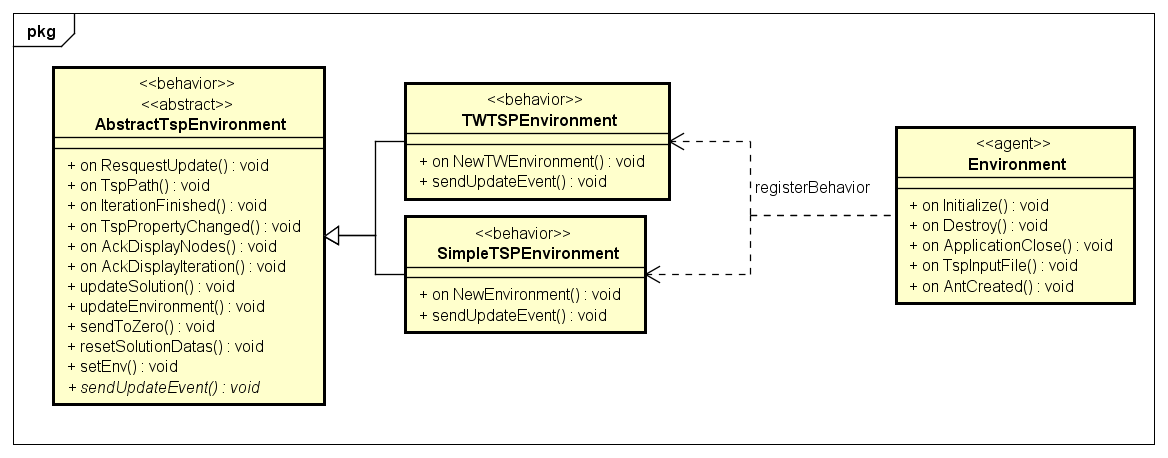 pkg
<<behavior>>
<<abstract>>
AbstractTspEnvironment
+ on ResquestUpdate() : void
+ on TspPath() : void
+ on IterationFinished() : void
+ on TspPropertyChanged() : void
+ on AckDisplayNodes() : void
+ on AckDisplayIteration() : void
+ updateSolution() : void
+ updateEnvironment() : void
+ sendToZero() : void
+ resetSolutionDatas() : void
+ setEnv() : void
+ sendUpdateEvent() : void
<<behavior>>
TWTSPEnvironment
+ on NewTWEnvironment() : void
+ sendUpdateEvent() : void
<<behavior>>
SimpleTSPEnvironment
+ on NewEnvironment() : void
+ sendUpdateEvent() : void
registerBehavior
<<agent>>
Environment
+ on Initialize() : void
+ on Destroy() : void
+ on ApplicationClose() : void
+ on TspInputFile() : void
+ on AntCreated() : void